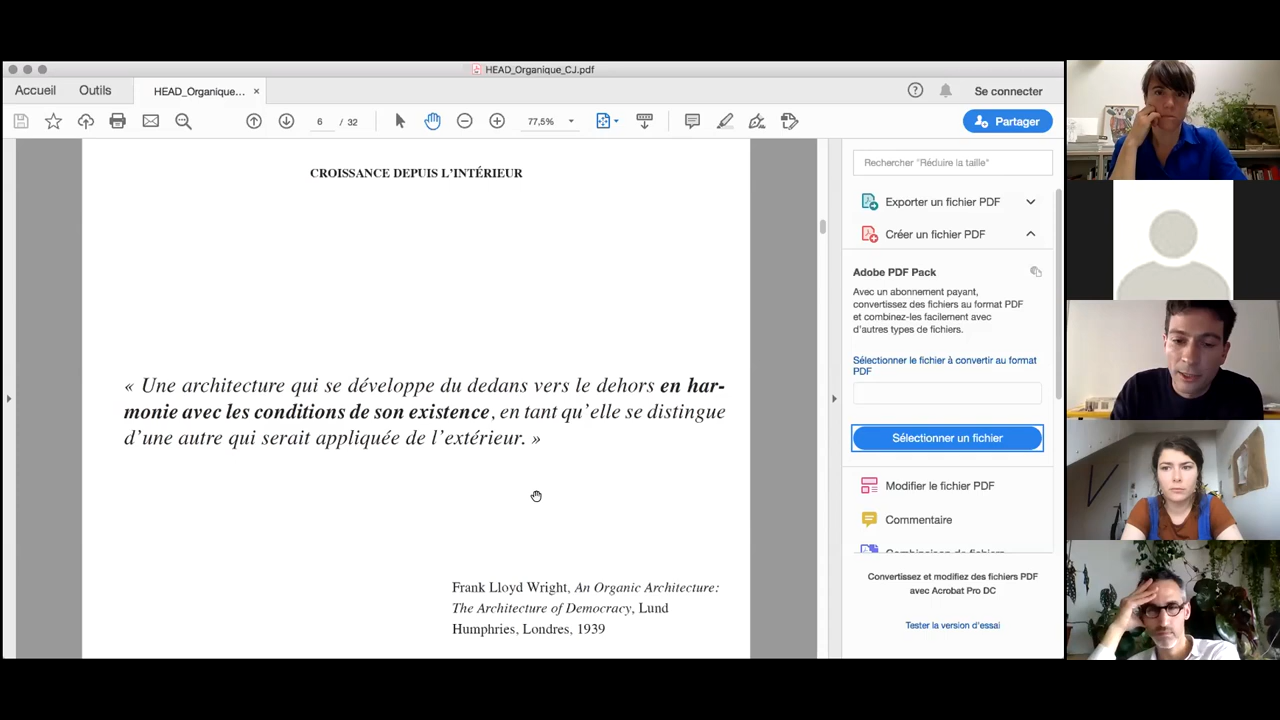 HEAD_Organique_CJ.pdf
Accueil
Outils
HEAD_Organique...
Se connecter
6 / 32
77,5%
Partager
CROISSANCE DEPUIS L'INTÉRIEUR
« Une architecture qui se développe du dedans vers le dehors en har-
monie avec les conditions de son existence, en tant qu'elle se distingue
d'une autre qui serait appliquée de l'extérieur. »
Frank Lloyd Wright, An Organic Architecture:
The Architecture of Democracy, Lund
Humphries, Londres, 1939
Rechercher "Réduire la taille"
Exporter un fichier PDF
Créer un fichier PDF
Adobe PDF Pack
Avec un abonnement payant,
convertissez des fichiers au format PDF
et combinez-les facilement avec
d'autres types de fichiers.
Sélectionner le fichier à convertir au format
PDF
Sélectionner un fichier
Modifier le fichier PDF
Commentaire
Combinaison de fichiers
Convertissez et modifiez des fichiers PDF
avec Acrobat Pro DC
Tester la version d'essai